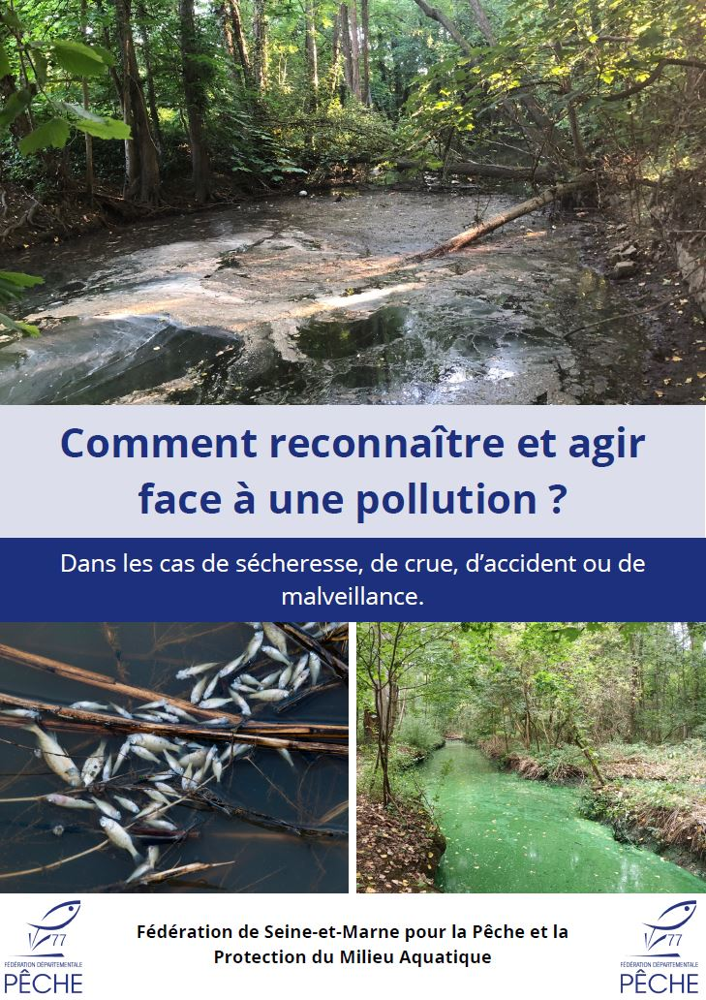 Comment reconnaître et agir
face à une pollution ?
Dans les cas de sécheresse, de crue, d’accident ou de
malveillance.
77
FÉDÉRATION DÉPARTEMENTALE
PÊCHE
Fédération de Seine-et-Marne pour la Pêche et la
Protection du Milieu Aquatique
77
FÉDÉRATION DÉPARTEMENTALE
PÊCHE